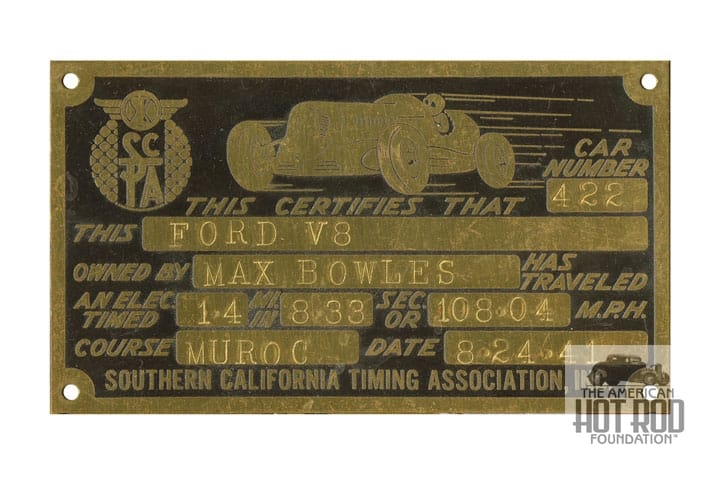 SCTA
CAR
NUMBER
422
THIS CERTIFIES THAT
THIS FORD V8
OWNED BY MAX BOWLES HAS
TRAVELED
AN ELEC. TIMED 1·4 MI. IN 8·33 SEC. OR 108·04 M.P.H.
COURSE MUROC DATE 8·24·41
SOUTHERN CALIFORNIA TIMING ASSOCIATION,
THE AMERICAN
HOT ROD
FOUNDATION™